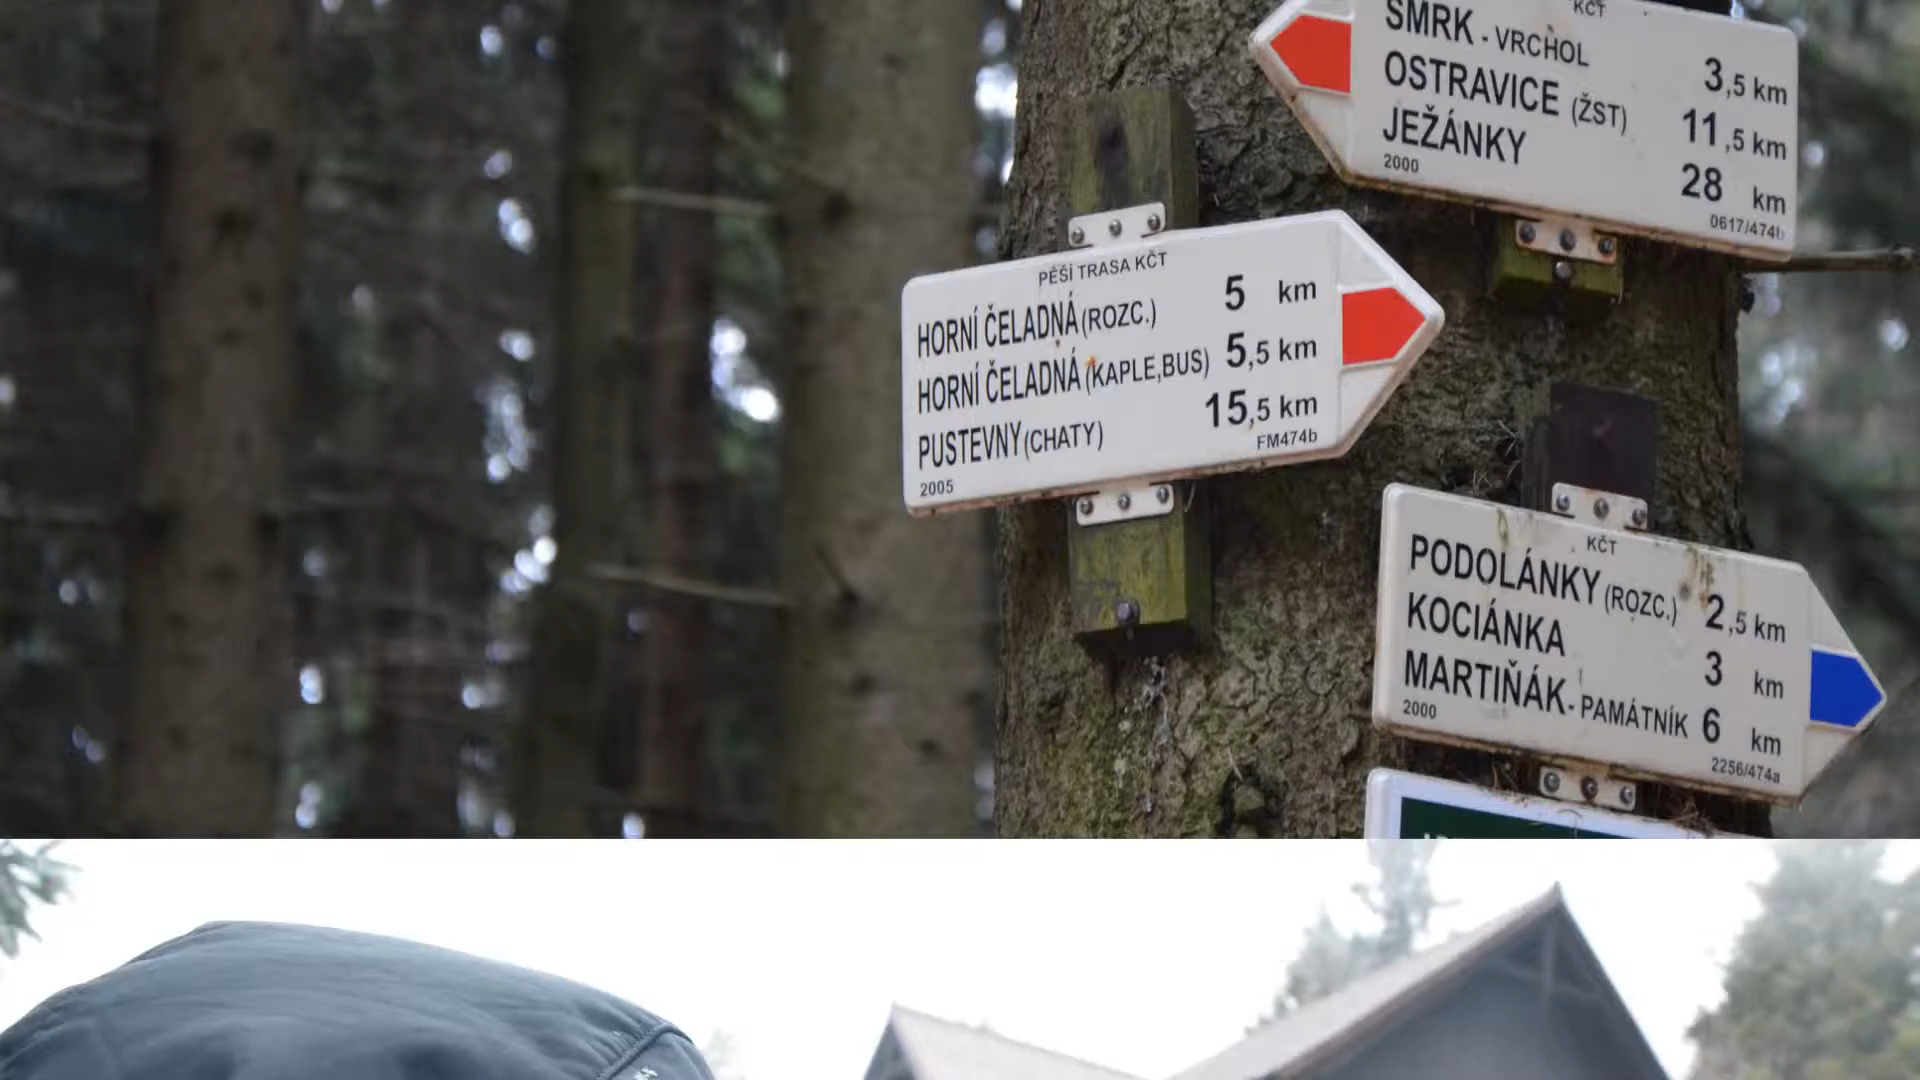 KČT
SMRK - VRCHOL 3,5 km
OSTRAVICE (ŽST) 11,5 km
JEŽÁNKY 28 km
2000 0617/474b
PĚŠÍ TRASA KČT
HORNÍ ČELADNÁ (ROZC.) 5 km
HORNÍ ČELADNÁ (KAPLE,BUS) 5,5 km
PUSTEVNY (CHATY) 15,5 km
2005 FM474b
KČT
PODOLÁNKY (ROZC.) 2,5 km
KOCIÁNKA 3 km
MARTIŇÁK - PAMÁTNÍK 6 km
2000 2256/474a